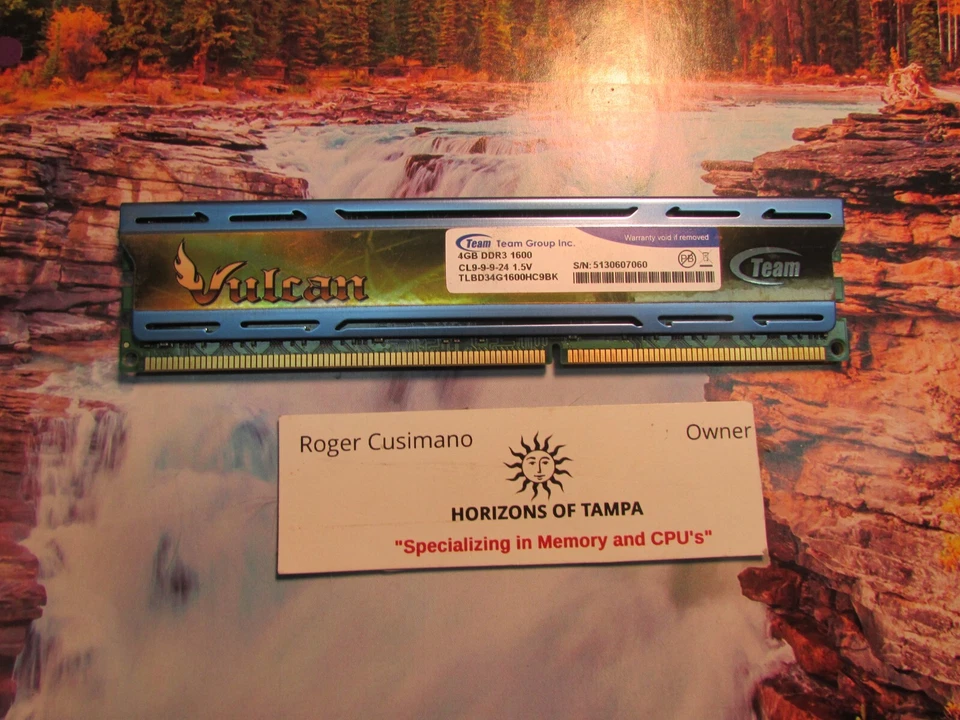 Vulcan
Team Team Group Inc.
Warranty void if removed
4GB DDR3 1600
CL9-9-9-24 1.5V
TLBD34G1600HC9BK
S/N: 5130607060
Pb
Team
Roger Cusimano
Owner
HORIZONS OF TAMPA
"Specializing in Memory and CPU's"